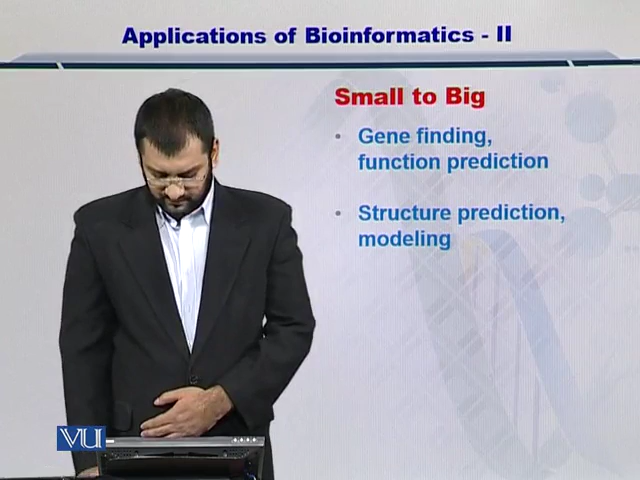 Applications of Bioinformatics - II
Small to Big
• Gene finding,
function prediction
• Structure prediction,
modeling
VU